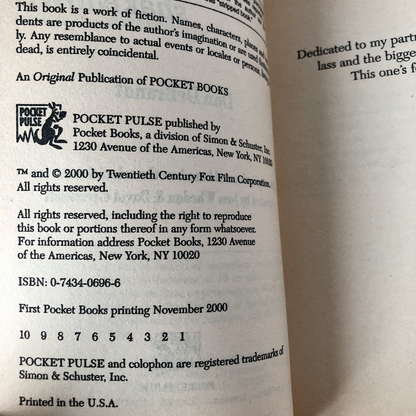 "stripped book."
This book is a work of fiction. Names, characters, places and
dents are products of the author's imagination or are used
ly. Any resemblance to actual events or locales or persons, living
dead, is entirely coincidental.
An Original Publication of POCKET BOOKS
POCKET
PULSE
POCKET PULSE published by
Pocket Books, a division of Simon & Schuster, Inc.
1230 Avenue of the Americas, New York, NY 10020
™ and © 2000 by Twentieth Century Fox Film Corporation.
All rights reserved.
All rights reserved, including the right to reproduce
this book or portions thereof in any form whatsoever.
For information address Pocket Books, 1230 Avenue
of the Americas, New York, NY 10020
ISBN: 0-7434-0696-6
First Pocket Books printing November 2000
10 9 8 7 6 5 4 3 2 1
POCKET PULSE and colophon are registered trademarks of
Simon & Schuster, Inc.
Printed in the U.S.A.
Dedicated to my partn
lass and the bigge
This one's f